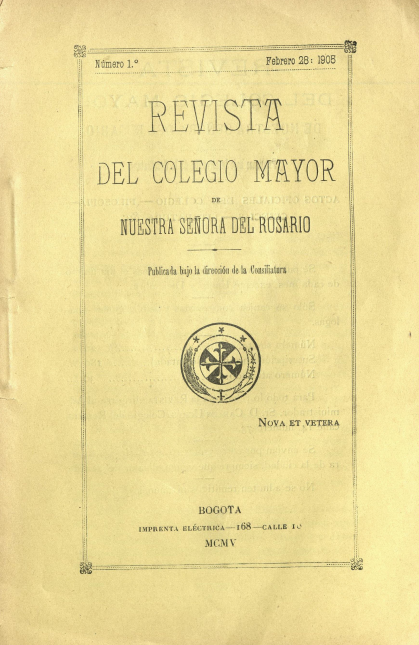 Número 1.º Febrero 28: 1905
REVISTA
DEL COLEGIO MAYOR
DE
NUESTRA SEÑORA DEL ROSARIO
Publicada bajo la dirección de la Consiliatura
NOVA ET VETERA
BOGOTA
IMPRENTA ELÉCTRICA—168—CALLE 10
MCMV